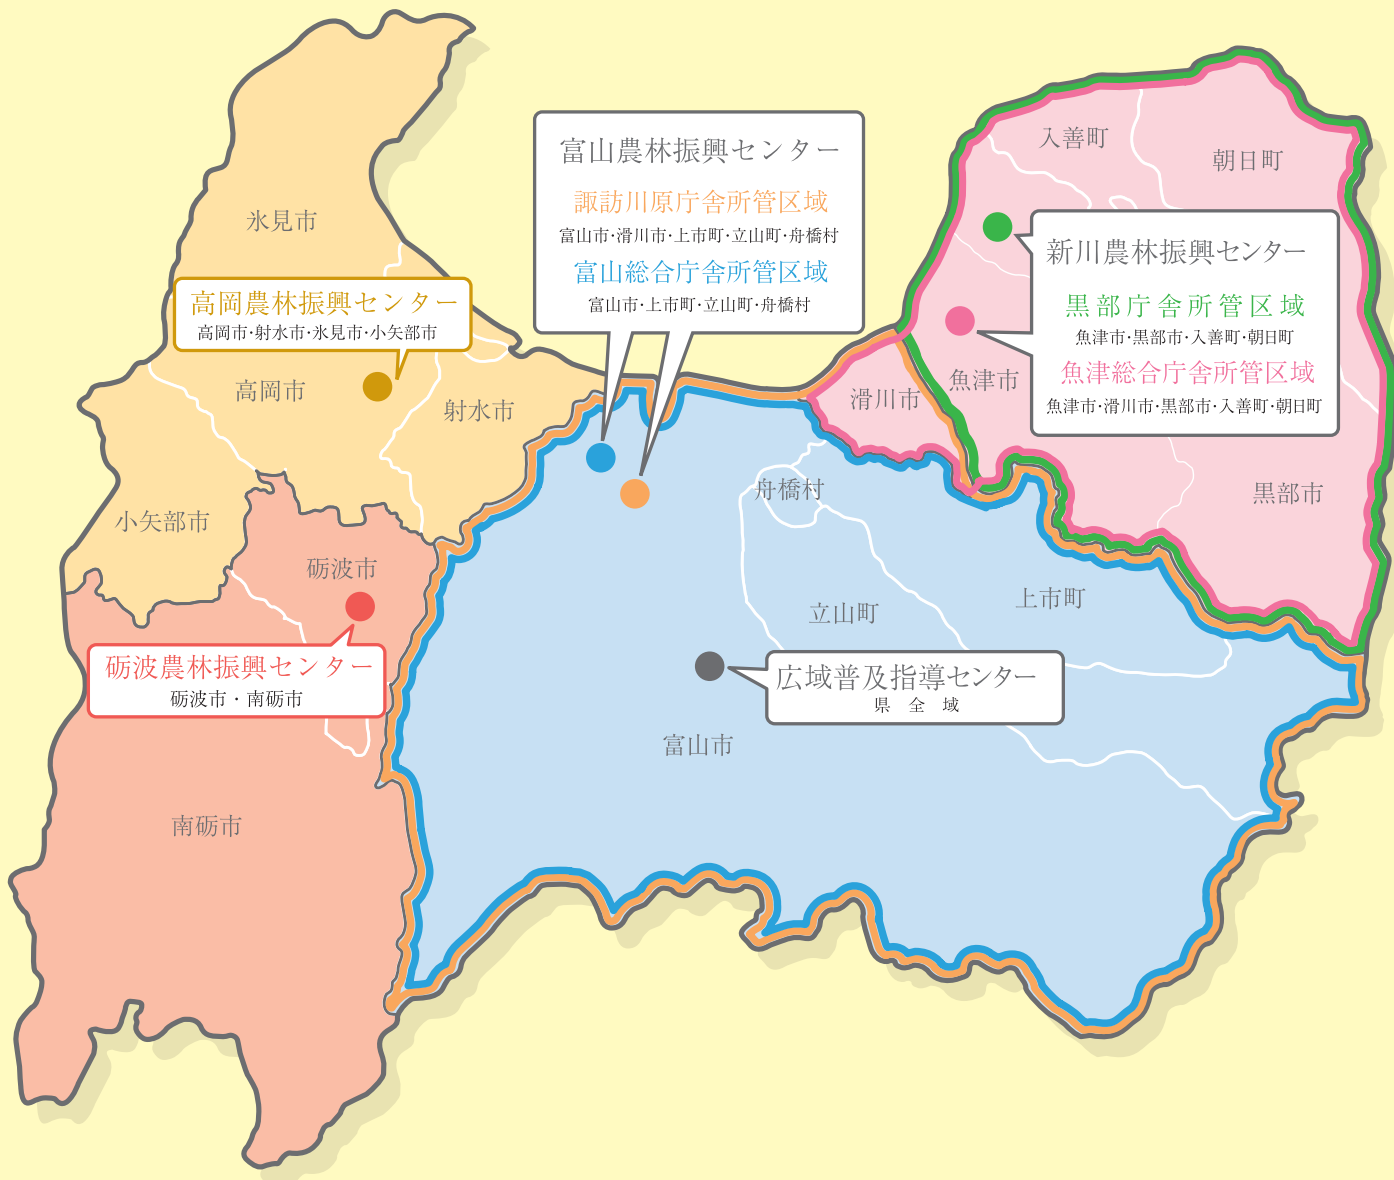 入善町
朝日町
氷見市
富山農林振興センター
諏訪川原庁舎所管区域
富山市・滑川市・上市町・立山町・舟橋村
富山総合庁舎所管区域
富山市・上市町・立山町・舟橋村
新川農林振興センター
黒部庁舎所管区域
魚津市・黒部市・入善町・朝日町
魚津総合庁舎所管区域
魚津市・滑川市・黒部市・入善町・朝日町
高岡農林振興センター
高岡市・射水市・氷見市・小矢部市
高岡市
射水市
滑川市
魚津市
舟橋村
黒部市
小矢部市
砺波市
立山町
上市町
砺波農林振興センター
砺波市・南砺市
広域普及指導センター
県全域
富山市
南砺市